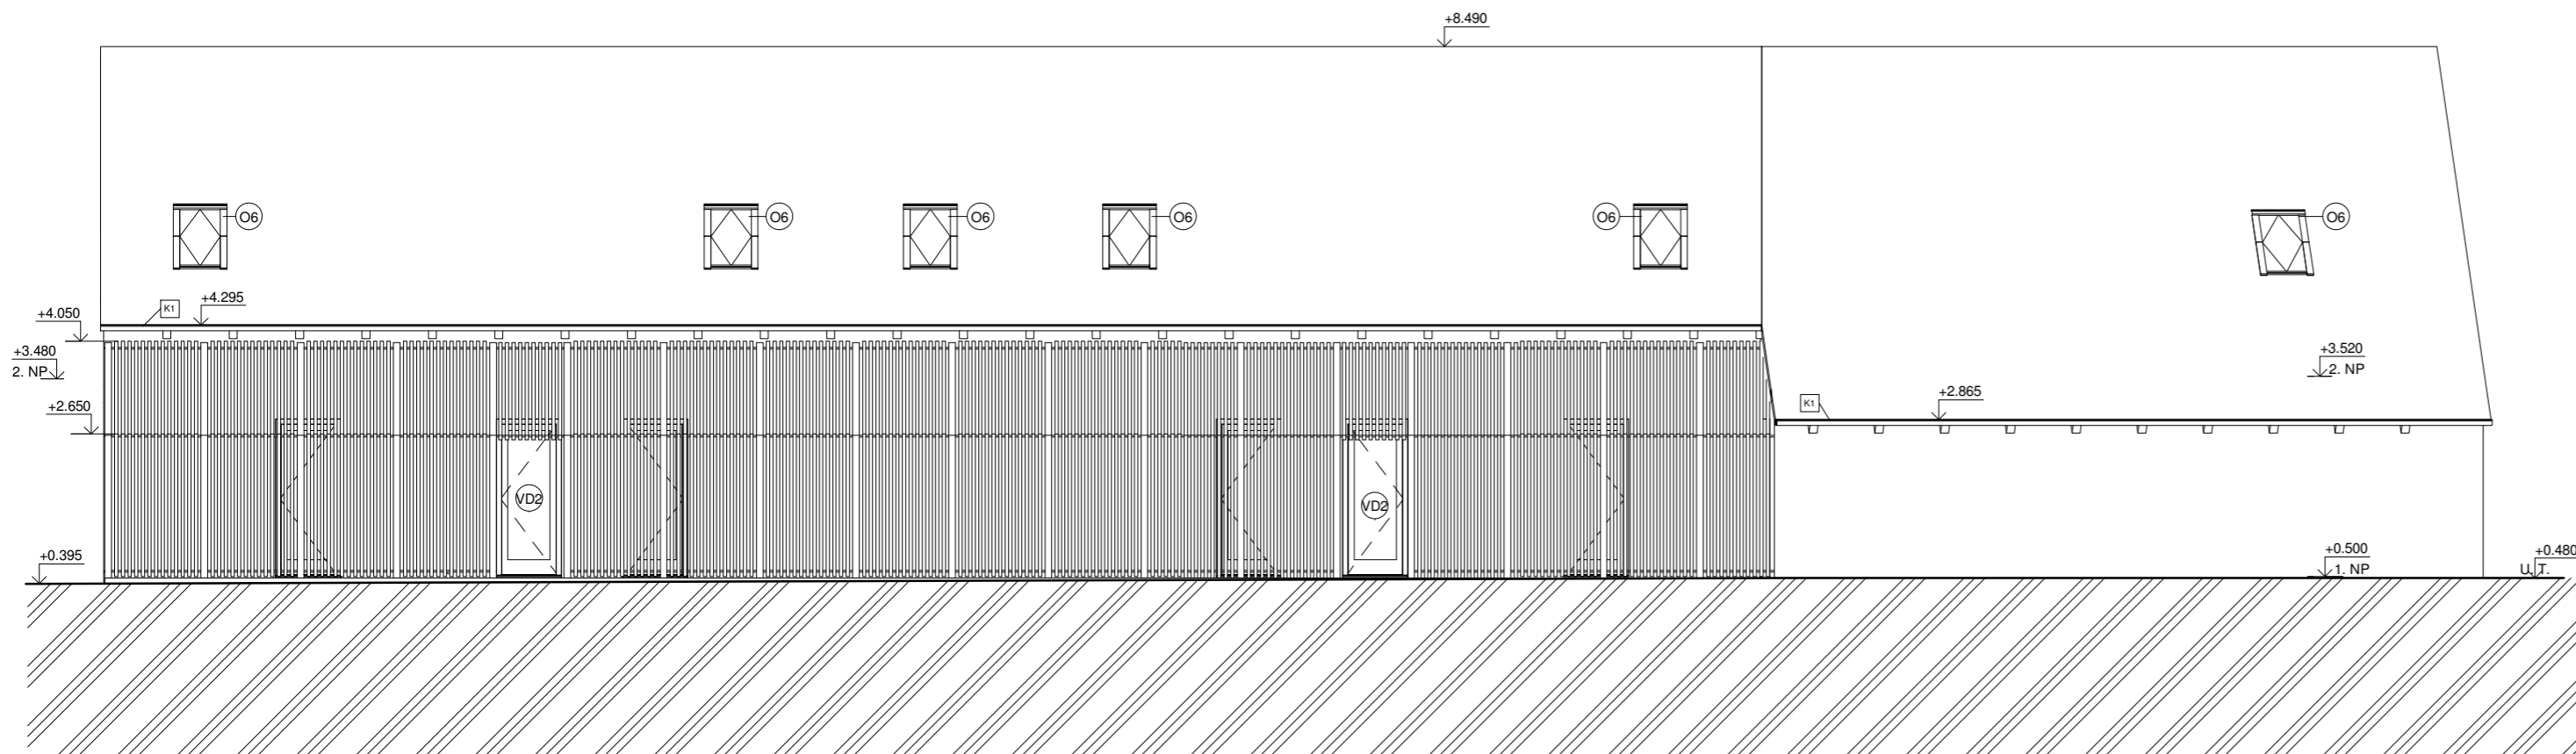 +8.490
O6
O6
O6
O6
O6
O6
K1
+4.295
+4.050
+3.480
2. NP
+3.520
2. NP
+2.865
K1
+2.650
VD2
VD2
+0.395
+0.500
1. NP
+0.480
U. T.